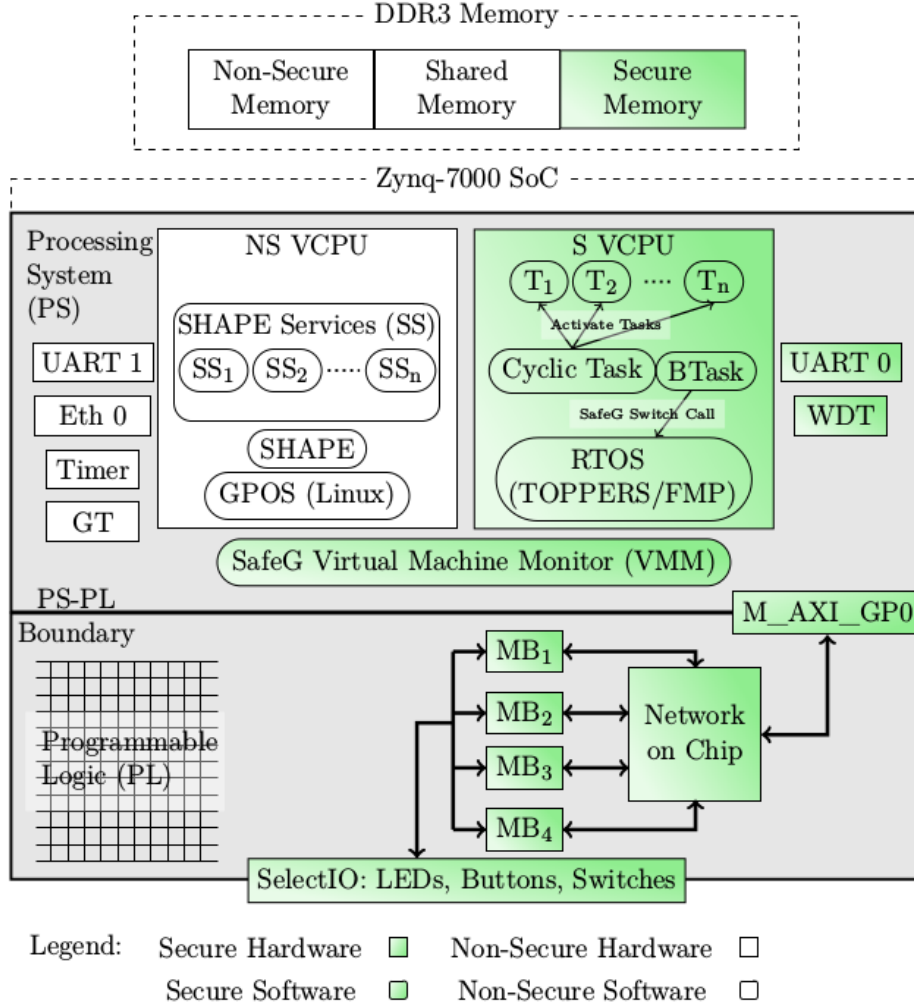 DDR3 Memory
Non-Secure Memory
Shared Memory
Secure Memory
Zynq-7000 SoC
Processing
System
(PS)
UART 1
Eth 0
Timer
GT
NS VCPU
SHAPE Services (SS)
SS1 SS2 ..... SSn
SHAPE
GPOS (Linux)
S VCPU
T1 T2 .... Tn
Activate Tasks
Cyclic Task
BTask
SafeG Switch Call
RTOS
(TOPPERS/FMP)
UART 0
WDT
SafeG Virtual Machine Monitor (VMM)
PS-PL
Boundary
M_AXI_GP0
Programmable
Logic (PL)
MB1
MB2
MB3
MB4
Network
on Chip
SelectIO: LEDs, Buttons, Switches
Legend: Secure Hardware Non-Secure Hardware
Secure Software Non-Secure Software